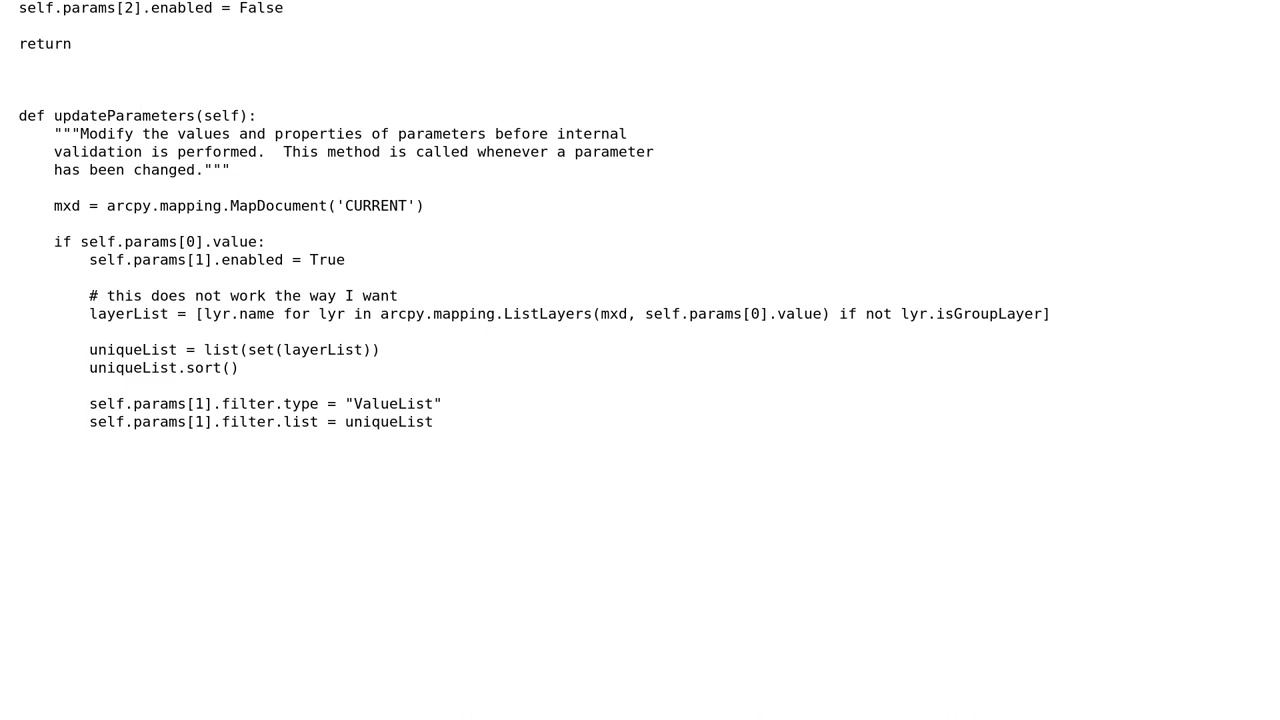 self.params[2].enabled = False
return
def updateParameters(self):
"""Modify the values and properties of parameters before internal
validation is performed.  This method is called whenever a parameter
has been changed."""
mxd = arcpy.mapping.MapDocument('CURRENT')
if self.params[0].value:
self.params[1].enabled = True
# this does not work the way I want
layerList = [lyr.name for lyr in arcpy.mapping.ListLayers(mxd, self.params[0].value) if not lyr.isGroupLayer]
uniqueList = list(set(layerList))
uniqueList.sort()
self.params[1].filter.type = "ValueList"
self.params[1].filter.list = uniqueList